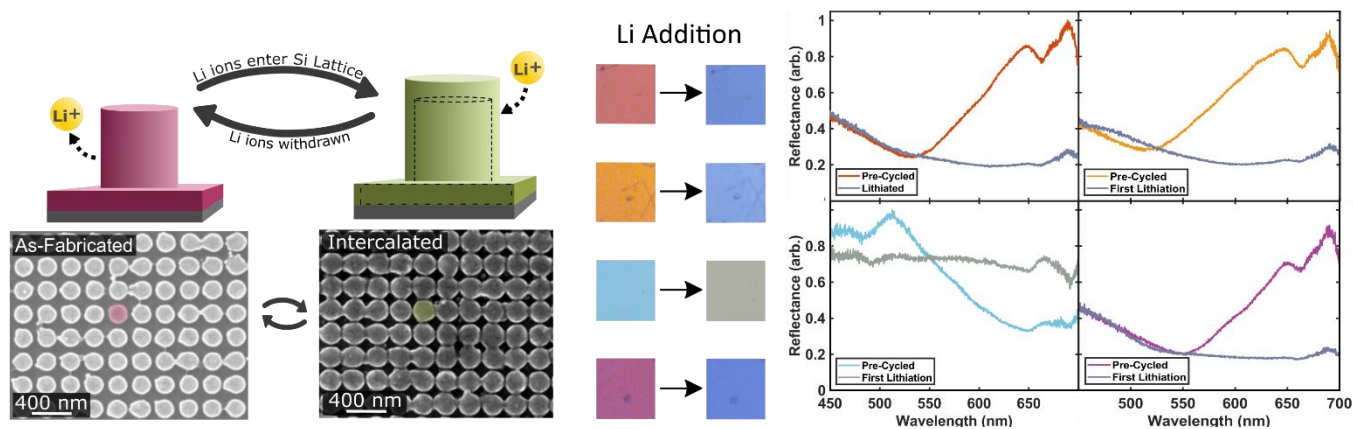 Li ions enter Si Lattice
Li+
Li+
Li ions withdrawn
As-Fabricated
400 nm
Intercalated
400 nm
Li Addition
Reflectance (arb.)
1
0.8
0.6
0.4
0.2
Pre-Cycled
Lithiated
Pre-Cycled
First Lithiation
Reflectance (arb.)
0.8
0.6
0.4
0.2
0
Pre-Cycled
First Lithiation
Pre-Cycled
First Lithiation
450 500 550 600 650
500 550 600 650 700
Wavelength (nm)
Wavelength (nm)